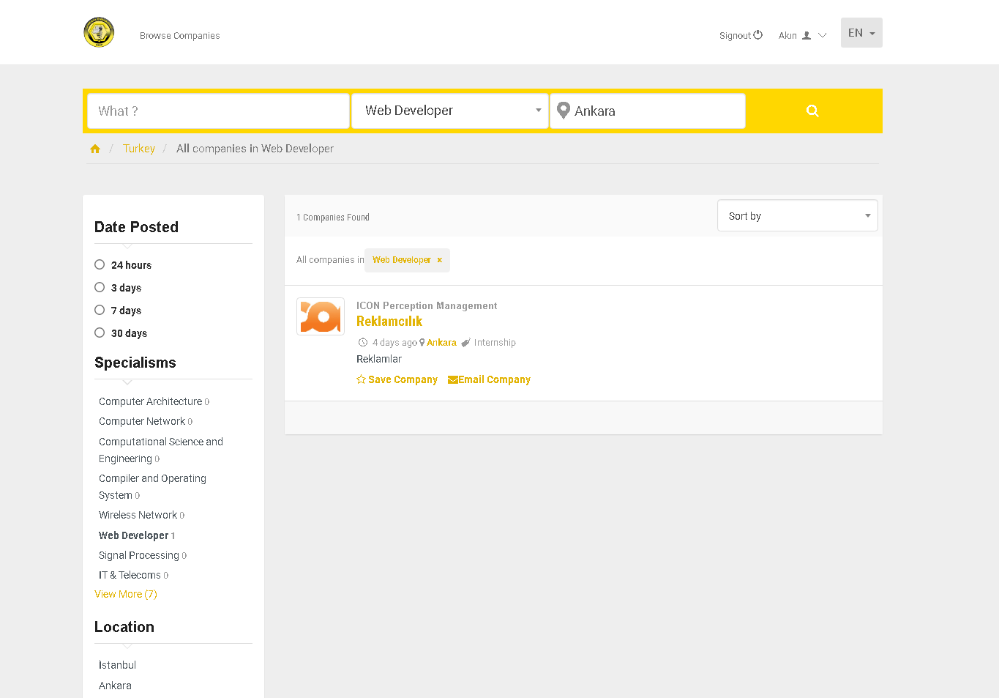 Browse Companies
Signout
Akın
EN
What ?
Web Developer
Ankara
/ Turkey / All companies in Web Developer
Date Posted
24 hours
3 days
7 days
30 days
Specialisms
Computer Architecture 0
Computer Network 0
Computational Science and
Engineering 0
Compiler and Operating
System 0
Wireless Network 0
Web Developer 1
Signal Processing 0
IT & Telecoms 0
View More (7)
Location
İstanbul
Ankara
1 Companies Found
Sort by
All companies in Web Developer ×
ICON Perception Management
Reklamcılık
4 days ago Ankara Internship
Reklamlar
Save Company Email Company